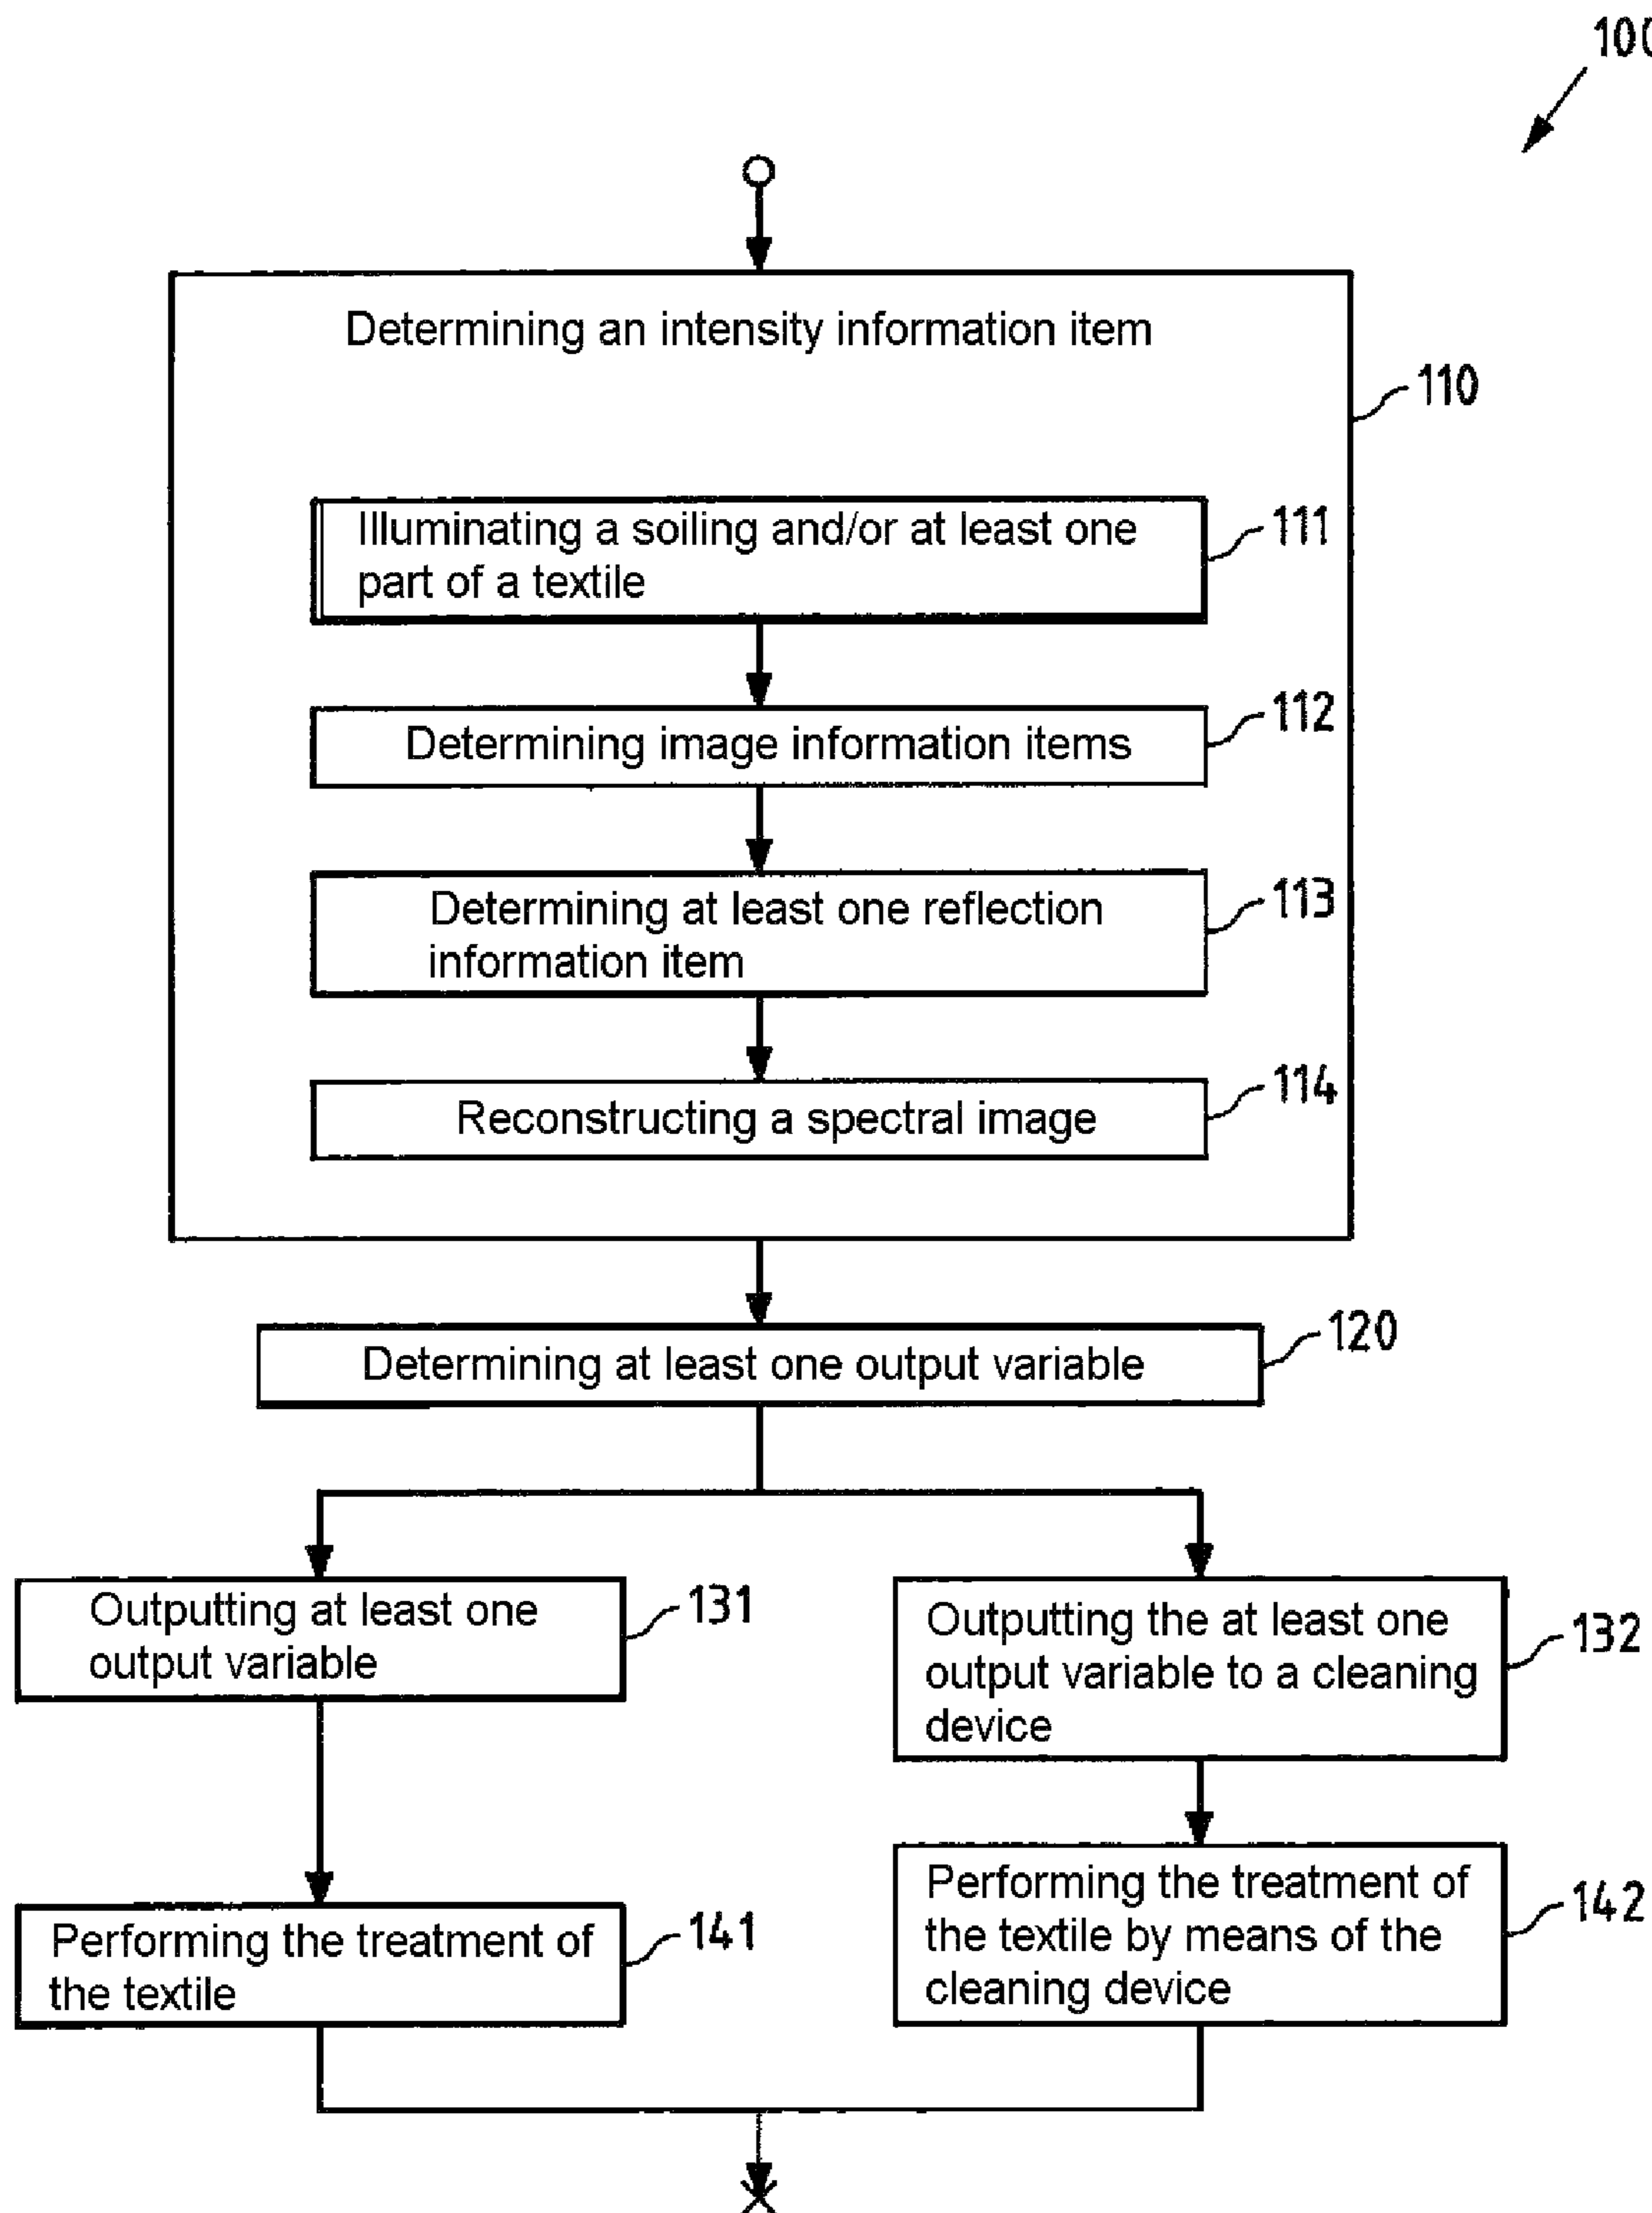 100
Determining an intensity information item
110
Illuminating a soiling and/or at least one
part of a textile
111
Determining image information items
112
Determining at least one reflection
information item
113
Reconstructing a spectral image
114
Determining at least one output variable
120
Outputting at least one
output variable
131
Outputting the at least one
output variable to a cleaning
device
132
Performing the treatment of
the textile
141
Performing the treatment of
the textile by means of the
cleaning device
142